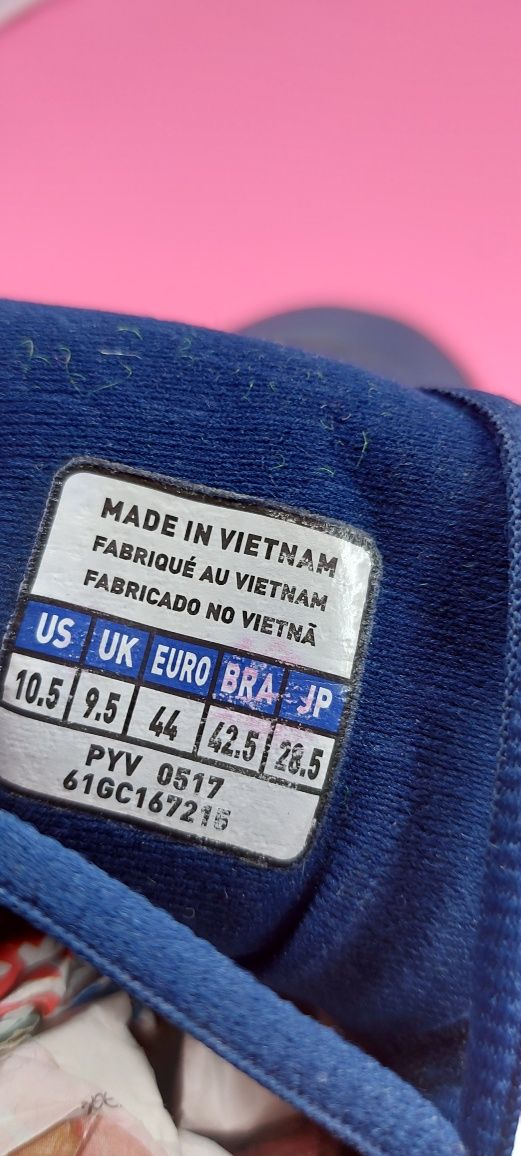 MADE IN VIETNAM
FABRIQUÉ AU VIETNAM
FABRICADO NO VIETNÃ
US UK EURO BRA JP
10.5 9.5 44 42.5 28.5
PYV 0517
61GC167215